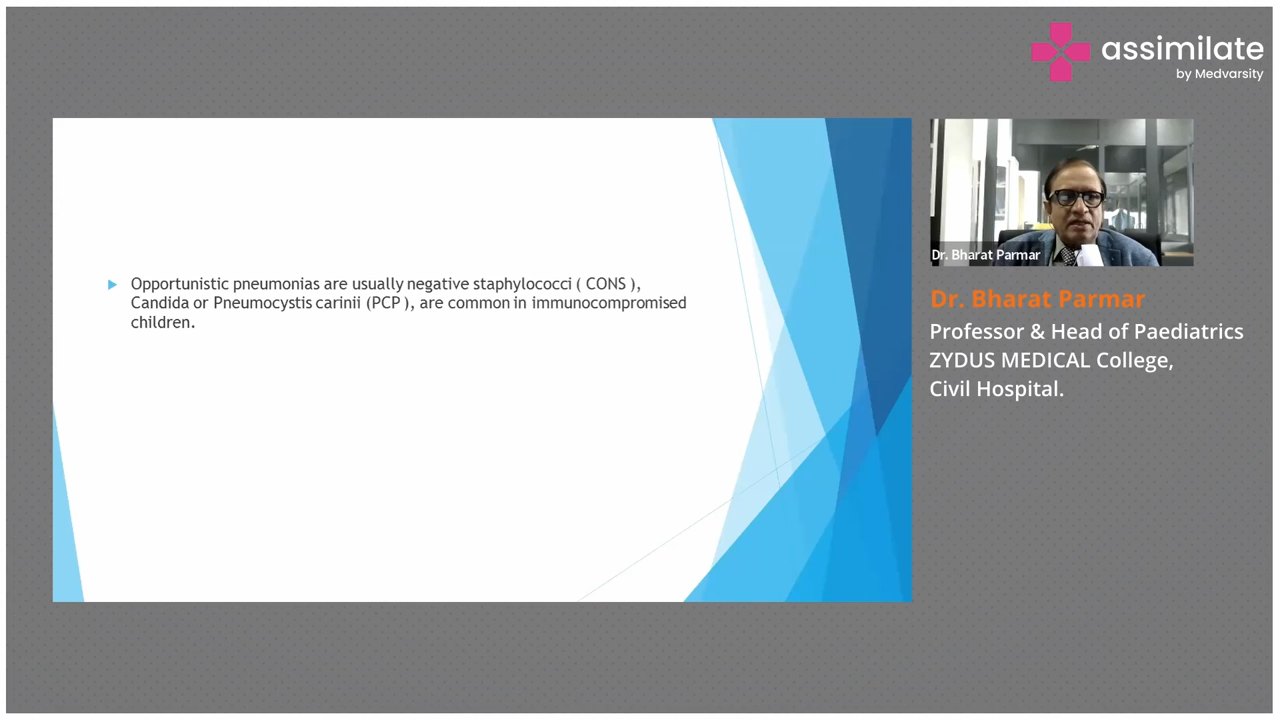 assimilate
by Medvarsity
Opportunistic pneumonias are usually negative staphylococci ( CONS ),
Candida or Pneumocystis carinii (PCP ), are common in immunocompromised
children.
Dr. Bharat Parmar
Dr. Bharat Parmar
Professor & Head of Paediatrics
ZYDUS MEDICAL College,
Civil Hospital.